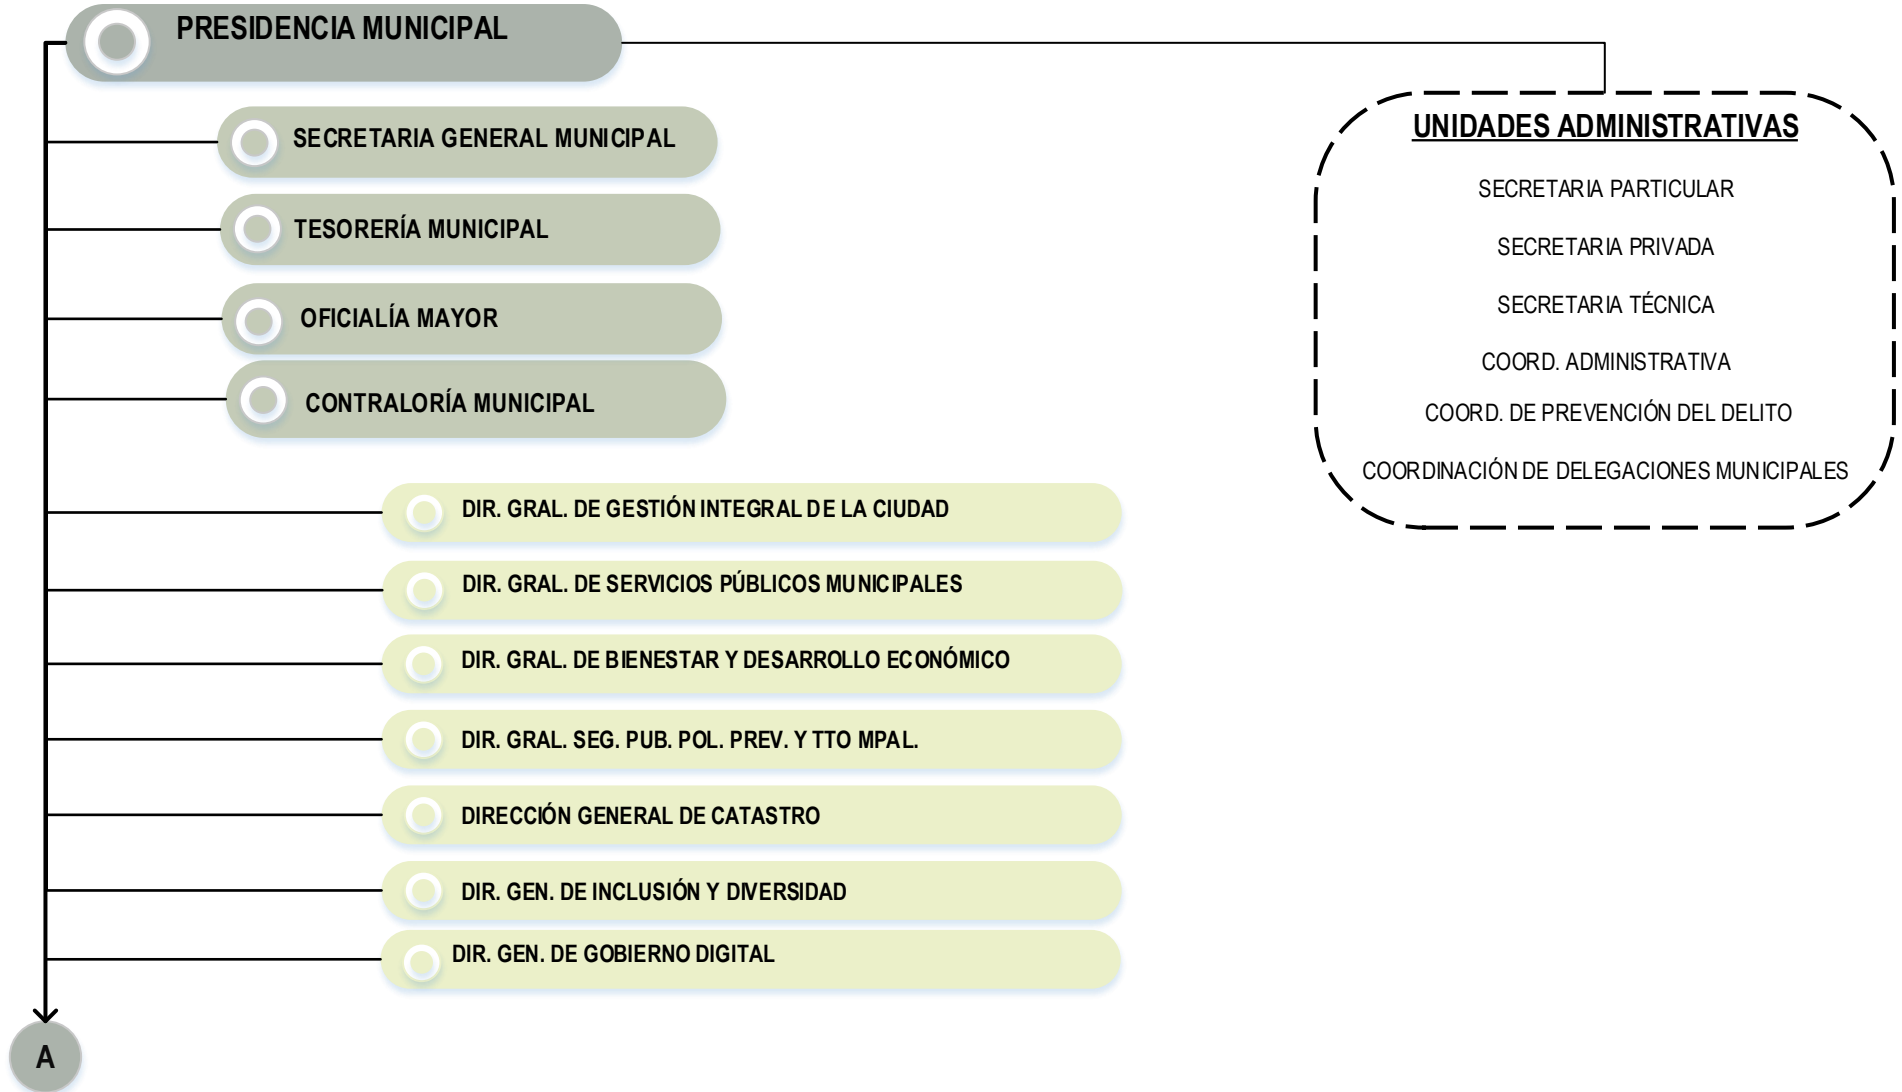 PRESIDENCIA MUNICIPAL
SECRETARIA GENERAL MUNICIPAL
TESORERÍA MUNICIPAL
OFICIALÍA MAYOR
CONTRALORÍA MUNICIPAL
DIR. GRAL. DE GESTIÓN INTEGRAL DE LA CIUDAD
DIR. GRAL. DE SERVICIOS PÚBLICOS MUNICIPALES
DIR. GRAL. DE BIENESTAR Y DESARROLLO ECONÓMICO
DIR. GRAL. SEG. PUB. POL. PREV. Y TTO MPAL.
DIRECCIÓN GENERAL DE CATASTRO
DIR. GEN. DE INCLUSIÓN Y DIVERSIDAD
DIR. GEN. DE GOBIERNO DIGITAL
A
UNIDADES ADMINISTRATIVAS
SECRETARIA PARTICULAR
SECRETARIA PRIVADA
SECRETARIA TÉCNICA
COORD. ADMINISTRATIVA
COORD. DE PREVENCIÓN DEL DELITO
COORDINACIÓN DE DELEGACIONES MUNICIPALES